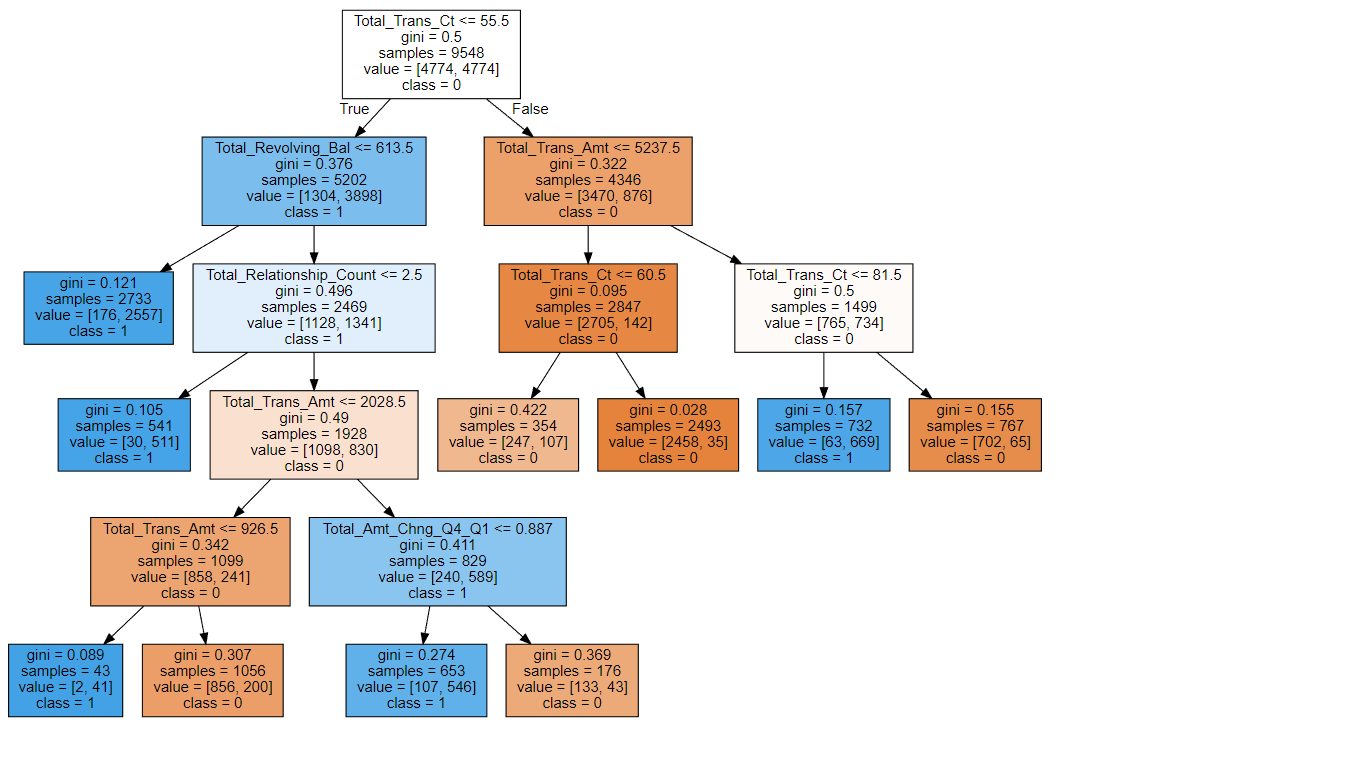 Total_Trans_Ct <= 55.5
gini = 0.5
samples = 9548
value = [4774, 4774]
class = 0
True
False
Total_Revolving_Bal <= 613.5
gini = 0.376
samples = 5202
value = [1304, 3898]
class = 1
Total_Trans_Amt <= 5237.5
gini = 0.322
samples = 4346
value = [3470, 876]
class = 0
gini = 0.121
samples = 2733
value = [176, 2557]
class = 1
Total_Relationship_Count <= 2.5
gini = 0.496
samples = 2469
value = [1128, 1341]
class = 1
Total_Trans_Ct <= 60.5
gini = 0.095
samples = 2847
value = [2705, 142]
class = 0
Total_Trans_Ct <= 81.5
gini = 0.5
samples = 1499
value = [765, 734]
class = 0
gini = 0.105
samples = 541
value = [30, 511]
class = 1
Total_Trans_Amt <= 2028.5
gini = 0.49
samples = 1928
value = [1098, 830]
class = 0
gini = 0.422
samples = 354
value = [247, 107]
class = 0
gini = 0.028
samples = 2493
value = [2458, 35]
class = 0
gini = 0.157
samples = 732
value = [63, 669]
class = 1
gini = 0.155
samples = 767
value = [702, 65]
class = 0
Total_Trans_Amt <= 926.5
gini = 0.342
samples = 1099
value = [858, 241]
class = 0
Total_Amt_Chng_Q4_Q1 <= 0.887
gini = 0.411
samples = 829
value = [240, 589]
class = 1
gini = 0.089
samples = 43
value = [2, 41]
class = 1
gini = 0.307
samples = 1056
value = [856, 200]
class = 0
gini = 0.274
samples = 653
value = [107, 546]
class = 1
gini = 0.369
samples = 176
value = [133, 43]
class = 0